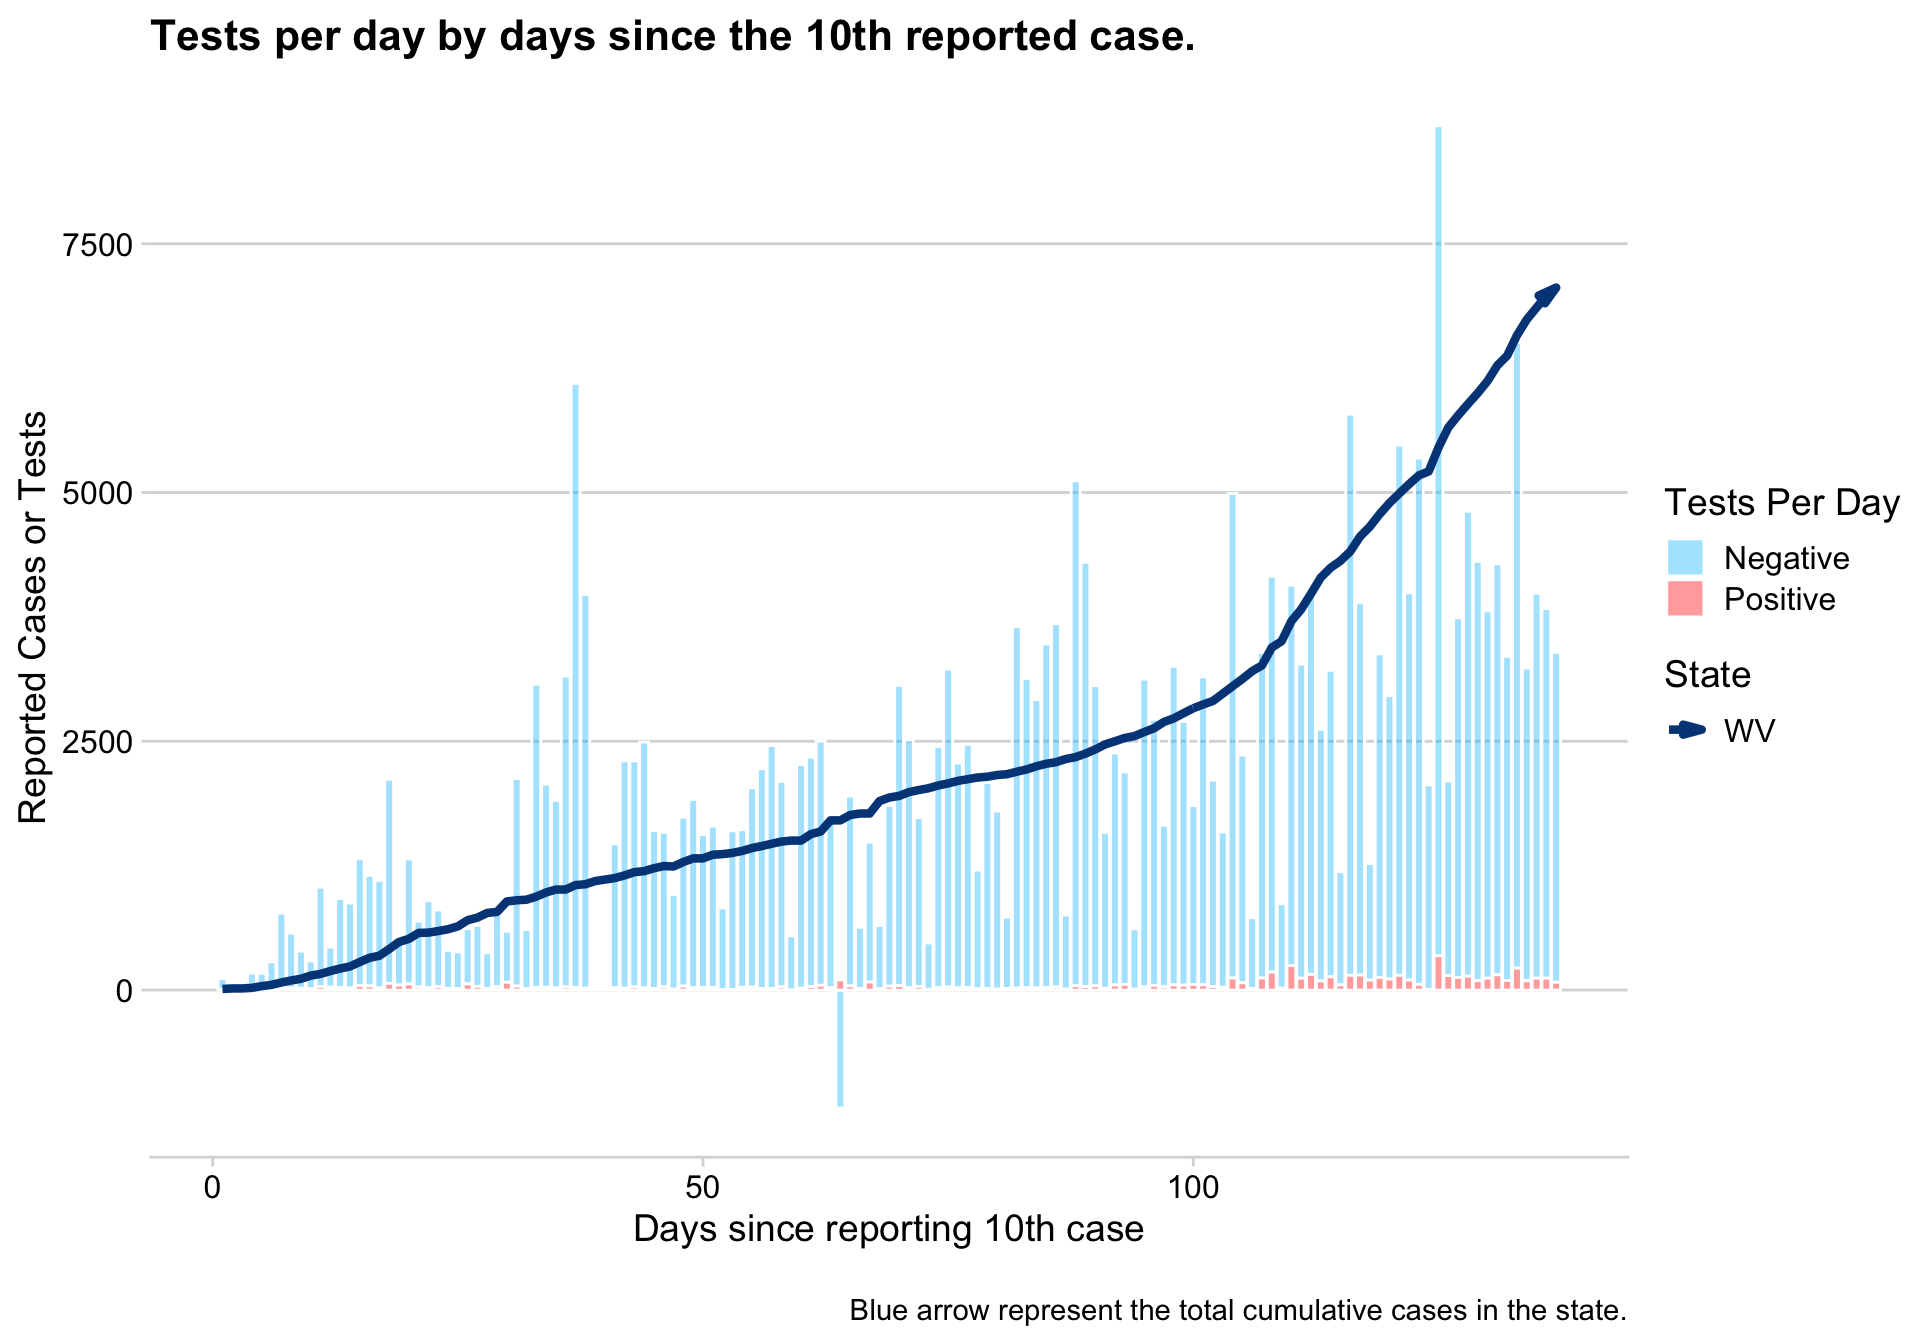 Tests per day by days since the 10th reported case.
Reported Cases or Tests
7500
5000
2500
0
0
50
100
Days since reporting 10th case
Tests Per Day
Negative
Positive
State
WV
Blue arrow represent the total cumulative cases in the state.